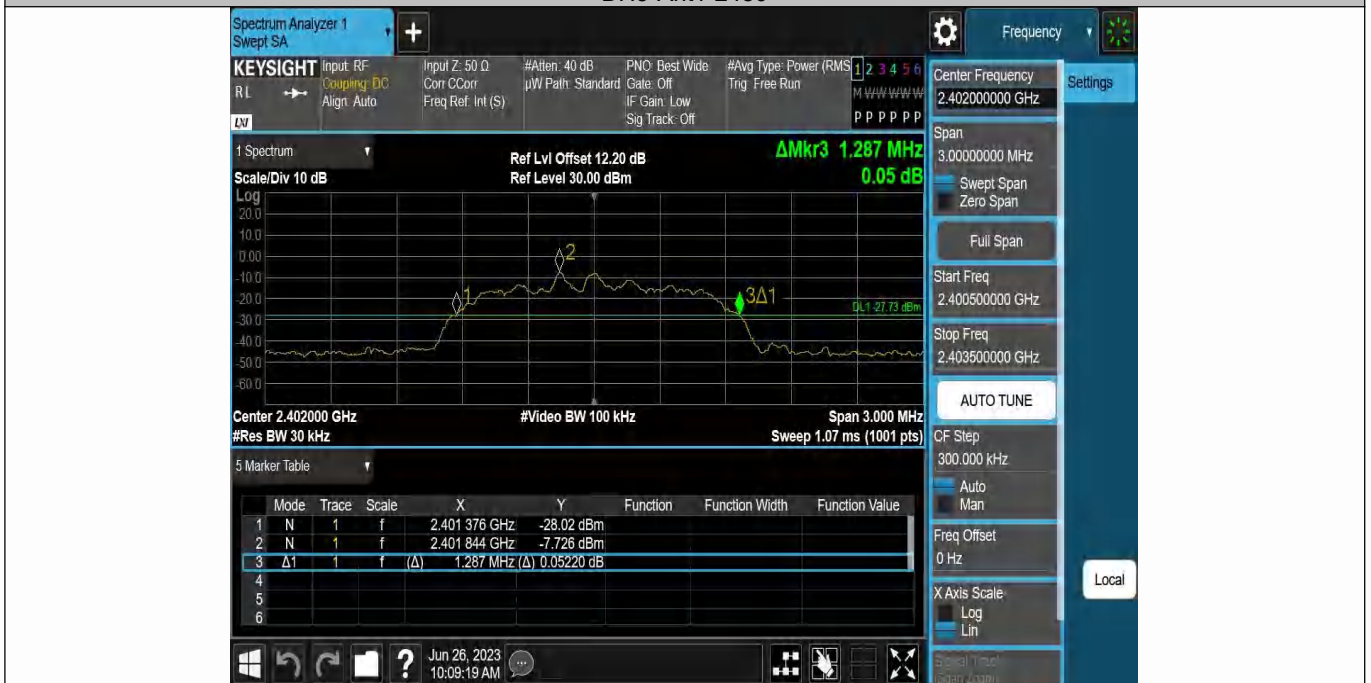 Spectrum Analyzer 1
Swept SA
+
Frequency
KEYSIGHT
RL
LXI
Input: RF
Coupling: DC
Align: Auto
Input Z: 50 Ω
Corr CCorr
Freq Ref: Int (S)
#Atten: 40 dB
µW Path: Standard
PNO: Best Wide
Gate: Off
IF Gain: Low
Sig Track: Off
#Avg Type: Power (RMS
Trig: Free Run
1 2 3 4 5 6
M W W W W W
P P P P P P
Center Frequency
2.402000000 GHz
Settings
Span
3.00000000 MHz
Swept Span
Zero Span
Full Span
Start Freq
2.400500000 GHz
Stop Freq
2.403500000 GHz
AUTO TUNE
CF Step
300.000 kHz
Auto
Man
Freq Offset
0 Hz
X Axis Scale
Log
Lin
Local
1 Spectrum
Scale/Div 10 dB
Log
Ref Lvl Offset 12.20 dB
Ref Level 30.00 dBm
ΔMkr3 1.287 MHz
0.05 dB
20.0
10.0
0.00
-10.0
-20.0
-30.0
-40.0
-50.0
-60.0
1
2
3Δ1
DL1 -27.73 dBm
Center 2.402000 GHz
#Res BW 30 kHz
#Video BW 100 kHz
Span 3.000 MHz
Sweep 1.07 ms (1001 pts)
5 Marker Table
Mode Trace Scale X Y Function Function Width Function Value
1 N 1 f 2.401 376 GHz -28.02 dBm
2 N 1 f 2.401 844 GHz -7.726 dBm
3 Δ1 1 f (Δ) 1.287 MHz (Δ) 0.05220 dB
4
5
6
?
Jun 26, 2023
10:09:19 AM